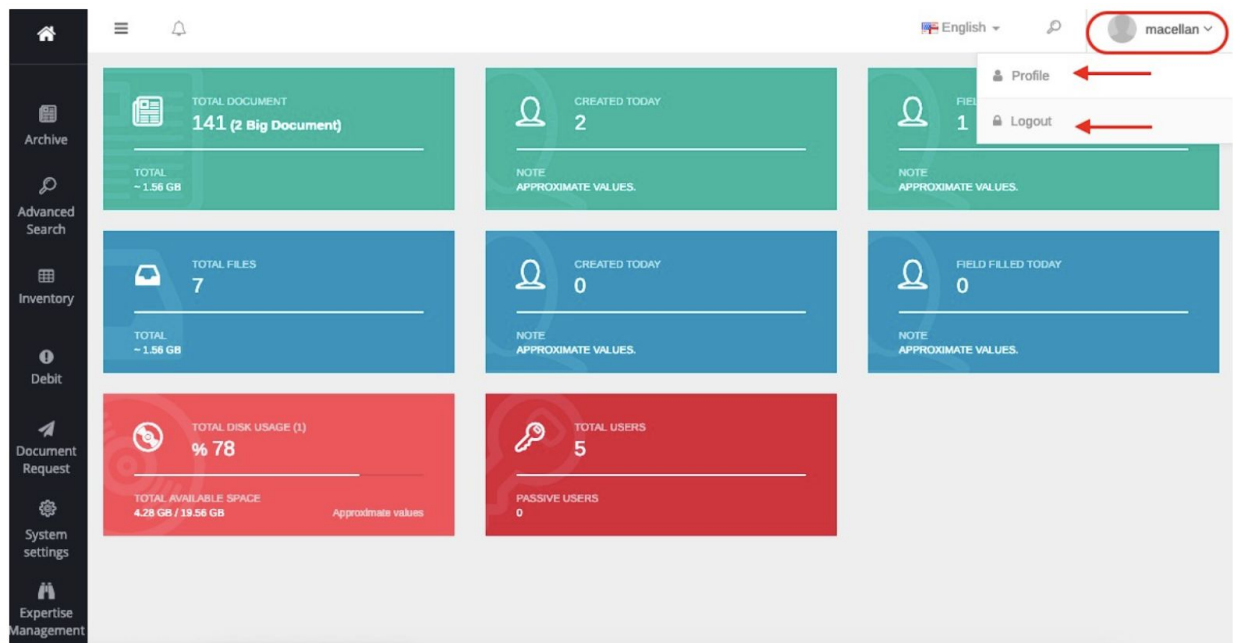 English
macellan
Profile
Logout
Archive
Advanced
Search
Inventory
Debit
Document
Request
System
settings
Expertise
Management
TOTAL DOCUMENT
141 (2 Big Document)
TOTAL
~ 1.56 GB
CREATED TODAY
2
NOTE
APPROXIMATE VALUES.
1
NOTE
APPROXIMATE VALUES.
TOTAL FILES
7
TOTAL
~ 1.56 GB
CREATED TODAY
0
NOTE
APPROXIMATE VALUES.
FIELD FILLED TODAY
0
NOTE
APPROXIMATE VALUES.
TOTAL DISK USAGE (1)
% 78
TOTAL AVAILABLE SPACE
4.28 GB / 19.56 GB Approximate values
TOTAL USERS
5
PASSIVE USERS
0